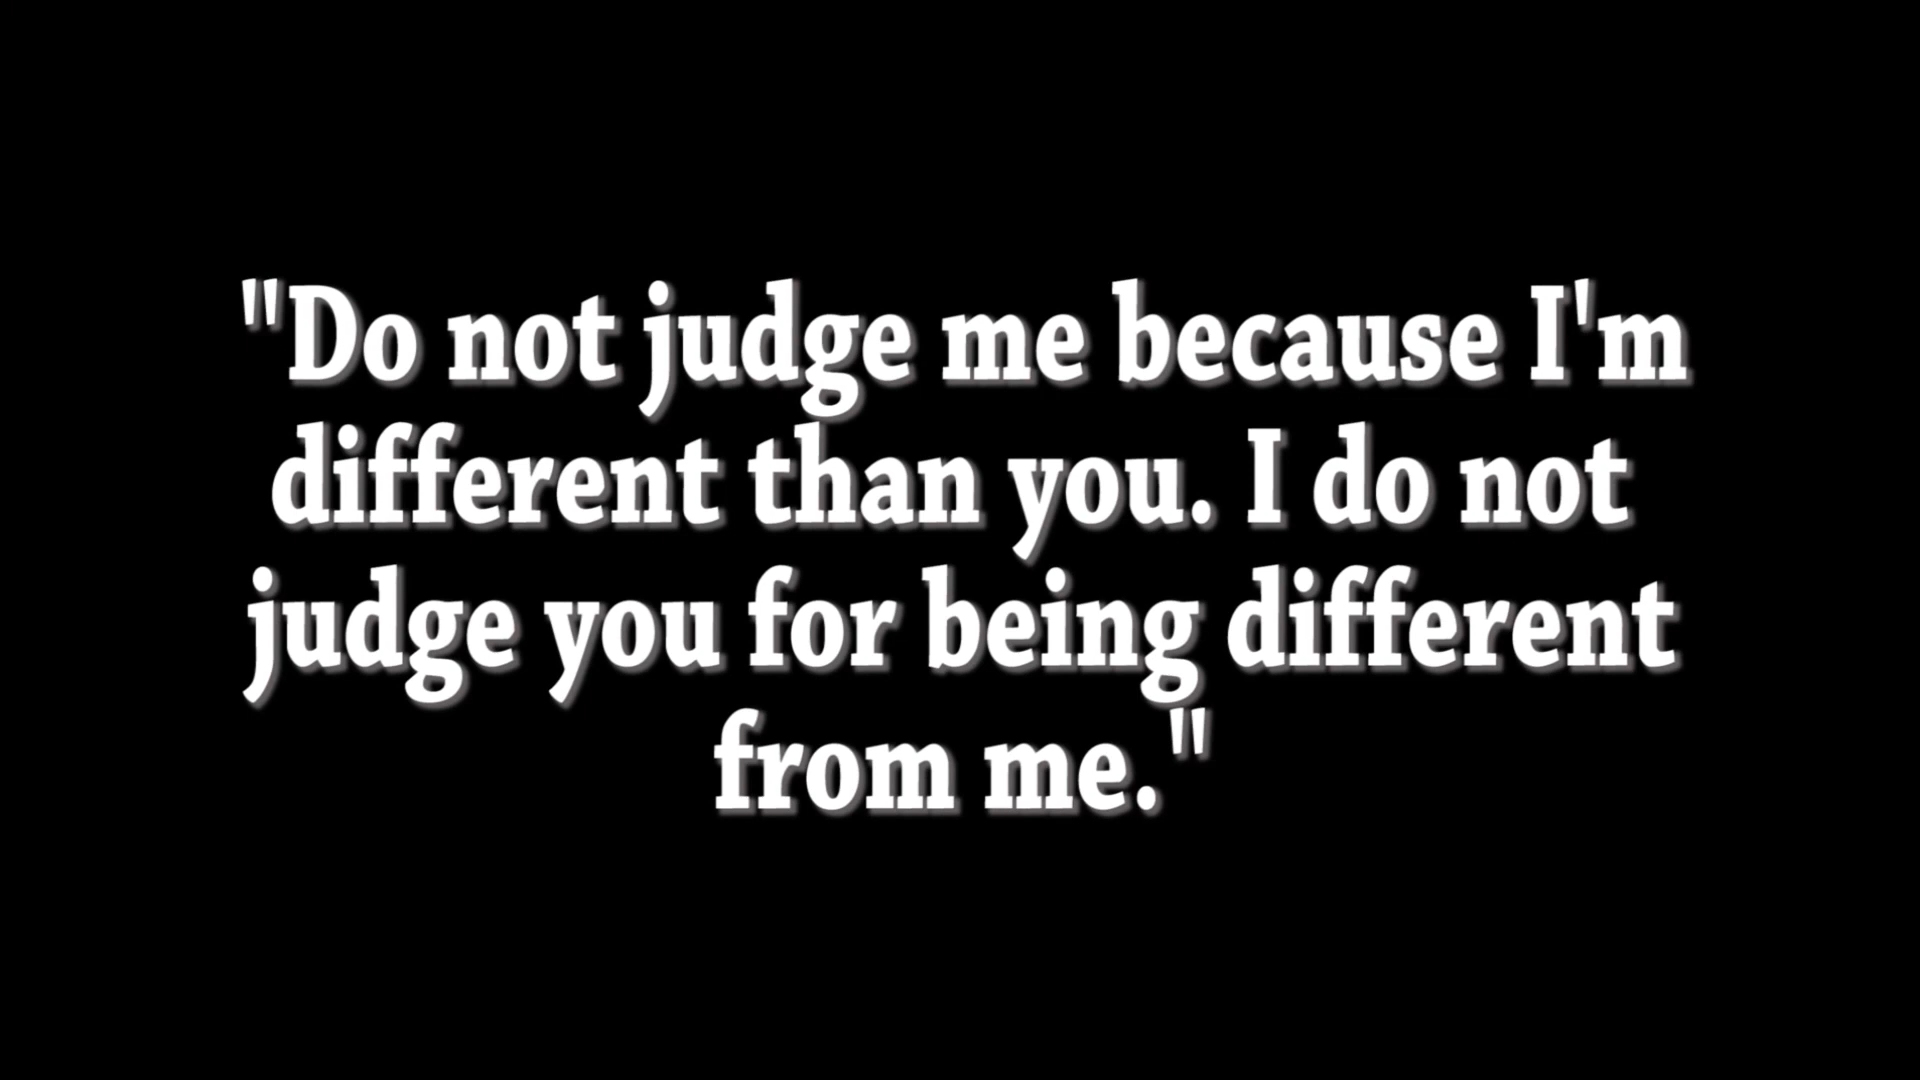 "Do not judge me because I'm
different than you. I do not
judge you for being different
from me."